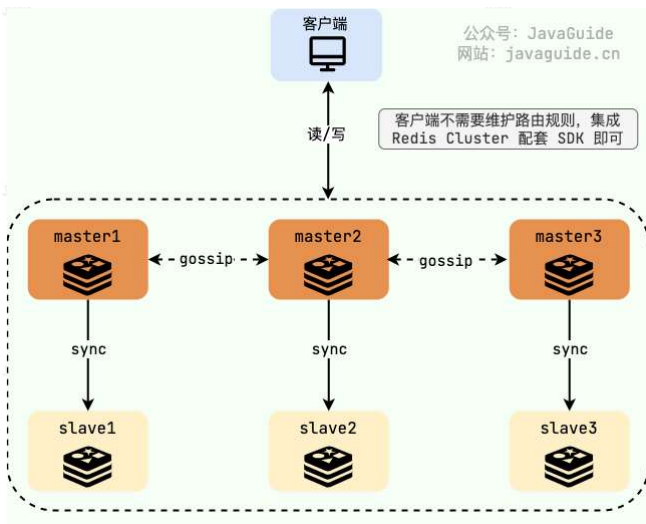 客户端
公众号: JavaGuide
网站: javaguide.cn
读/写
客户端不需要维护路由规则, 集成
Redis Cluster 配套 SDK 即可
master1
master2
master3
gossip
gossip
sync
sync
sync
slave1
slave2
slave3